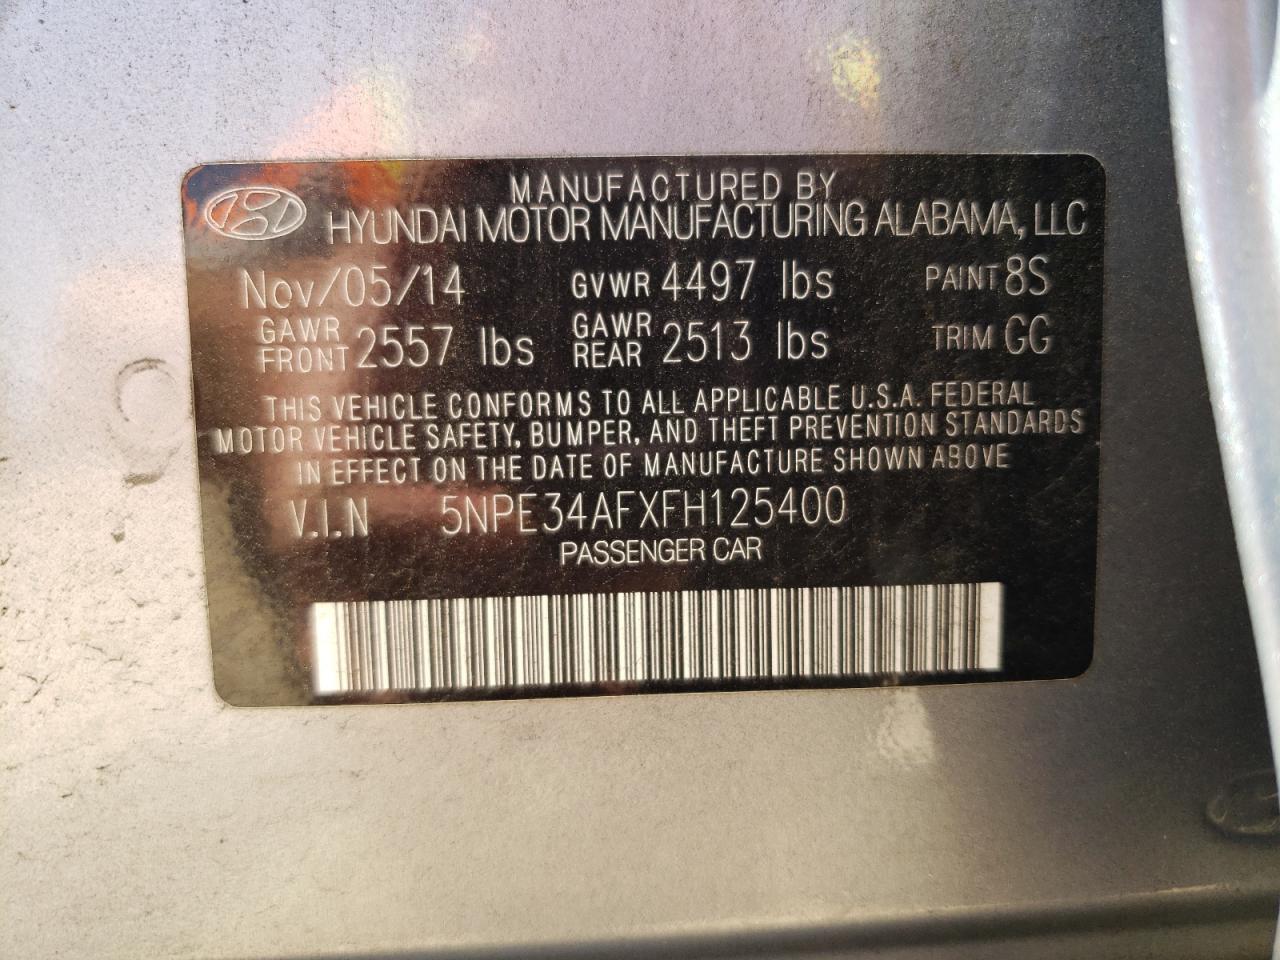 MANUFACTURED BY
HYUNDAI MOTOR MANUFACTURING ALABAMA, LLC
Nov/05/14 GVWR 4497 lbs PAINT 8S
GAWR FRONT 2557 lbs GAWR REAR 2513 lbs TRIM GG
THIS VEHICLE CONFORMS TO ALL APPLICABLE U.S.A. FEDERAL
MOTOR VEHICLE SAFETY, BUMPER, AND THEFT PREVENTION STANDARDS
IN EFFECT ON THE DATE OF MANUFACTURE SHOWN ABOVE
V.I.N 5NPE34AFXFH125400
PASSENGER CAR